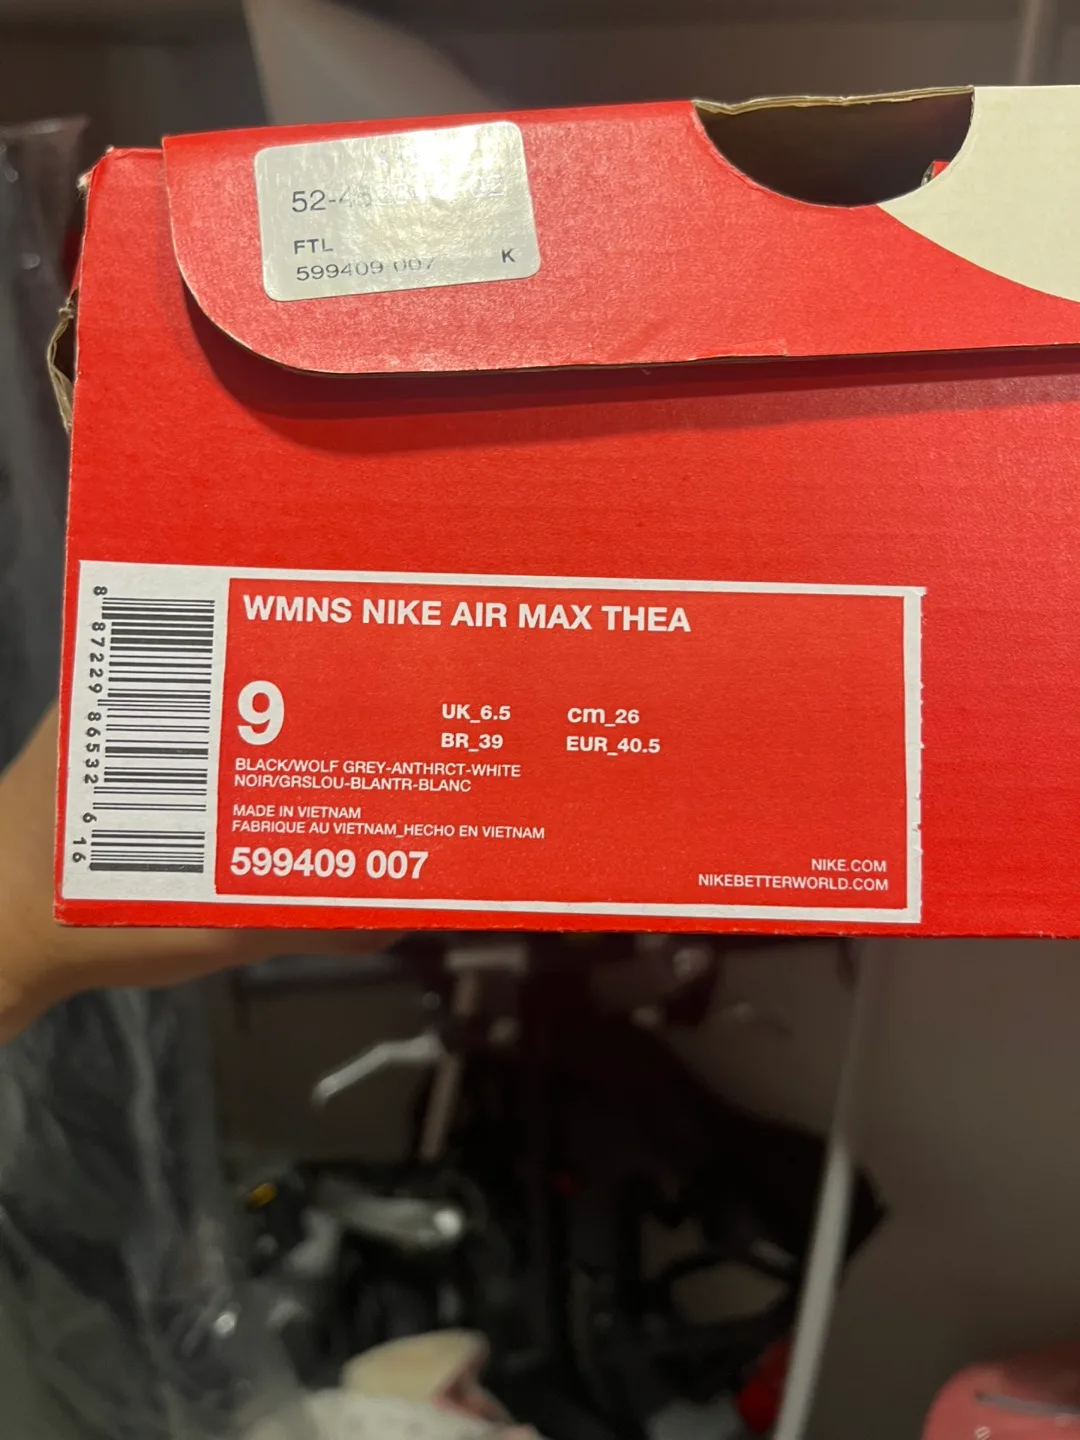 FTL
599409 007
K
WMNS NIKE AIR MAX THEA
9
UK_6.5
cm_26
BR_39
EUR_40.5
BLACK/WOLF GREY-ANTHRCT-WHITE
NOIR/GRSLOU-BLANTR-BLANC
MADE IN VIETNAM
FABRIQUE AU VIETNAM_HECHO EN VIETNAM
599409 007
NIKE.COM
NIKEBETTERWORLD.COM
8 87229 86532 6 16